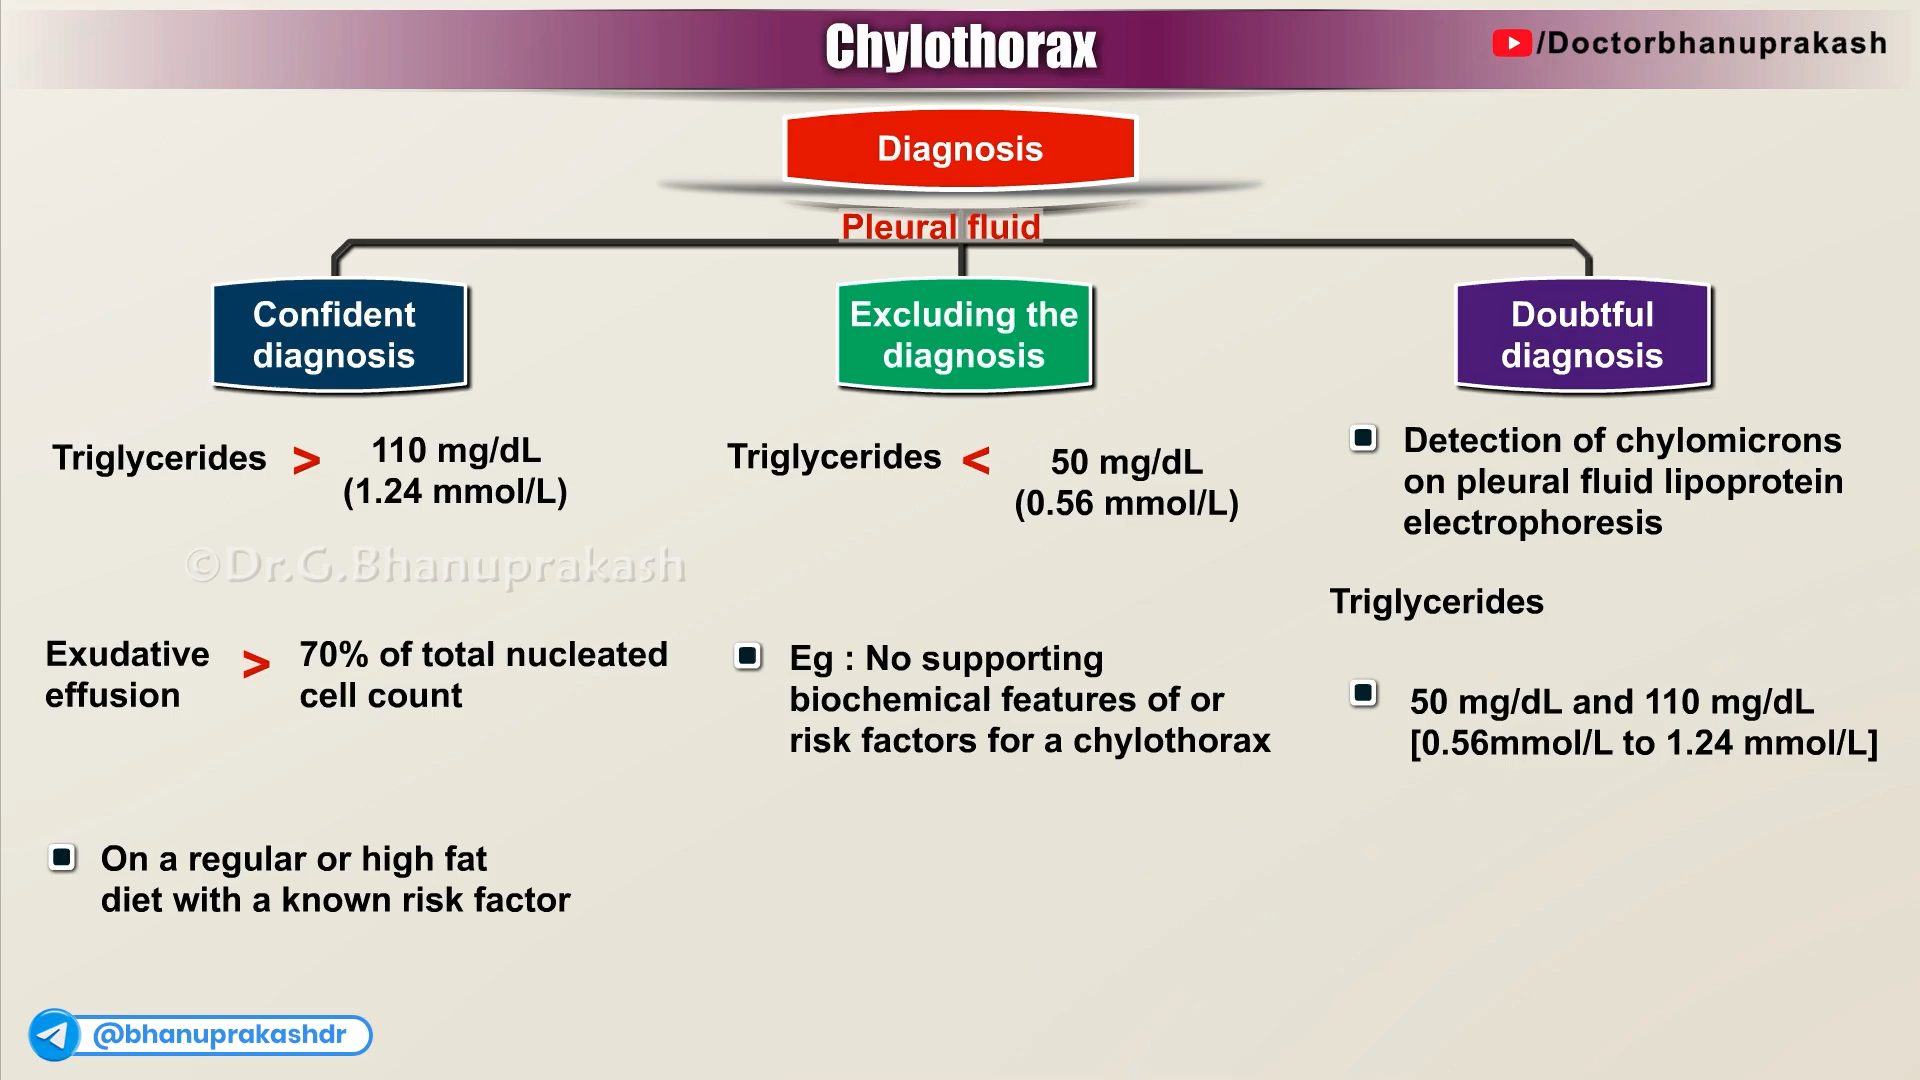 Chylothorax
/Doctorbhanuprakash
Diagnosis
Pleural fluid
Confident
diagnosis
Triglycerides > 110 mg/dL
(1.24 mmol/L)
©Dr.G.Bhanuprakash
Exudative
effusion
> 70% of total nucleated
cell count
On a regular or high fat
diet with a known risk factor
Excluding the
diagnosis
Triglycerides < 50 mg/dL
(0.56 mmol/L)
Eg : No supporting
biochemical features of or
risk factors for a chylothorax
Doubtful
diagnosis
Detection of chylomicrons
on pleural fluid lipoprotein
electrophoresis
Triglycerides
50 mg/dL and 110 mg/dL
[0.56mmol/L to 1.24 mmol/L]
@bhanuprakashdr